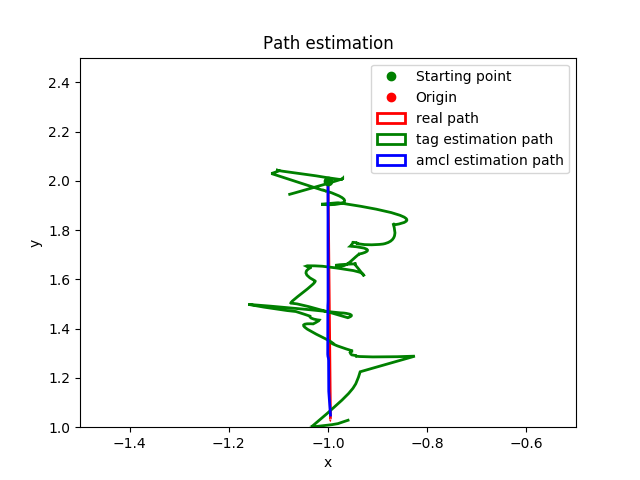 Path estimation
Starting point
Origin
real path
tag estimation path
amcl estimation path
2.4
2.2
2.0
1.8
1.6
1.4
1.2
1.0
y
−1.4
−1.2
−1.0
−0.8
−0.6
x